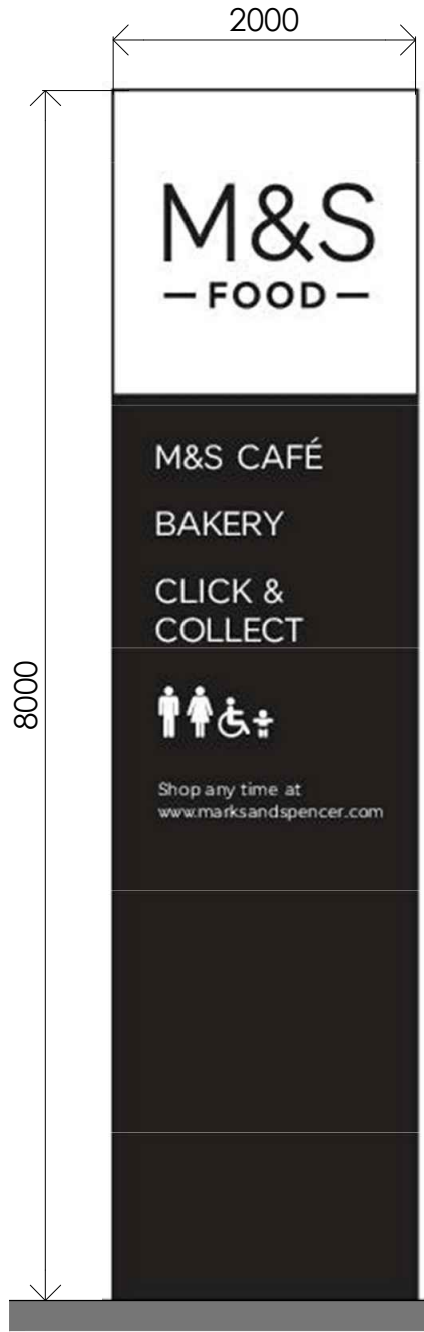 2000
M&S
—FOOD—
M&S CAFÉ
BAKERY
CLICK &
COLLECT
8000
Shop any time at
www.marksandspencer.com